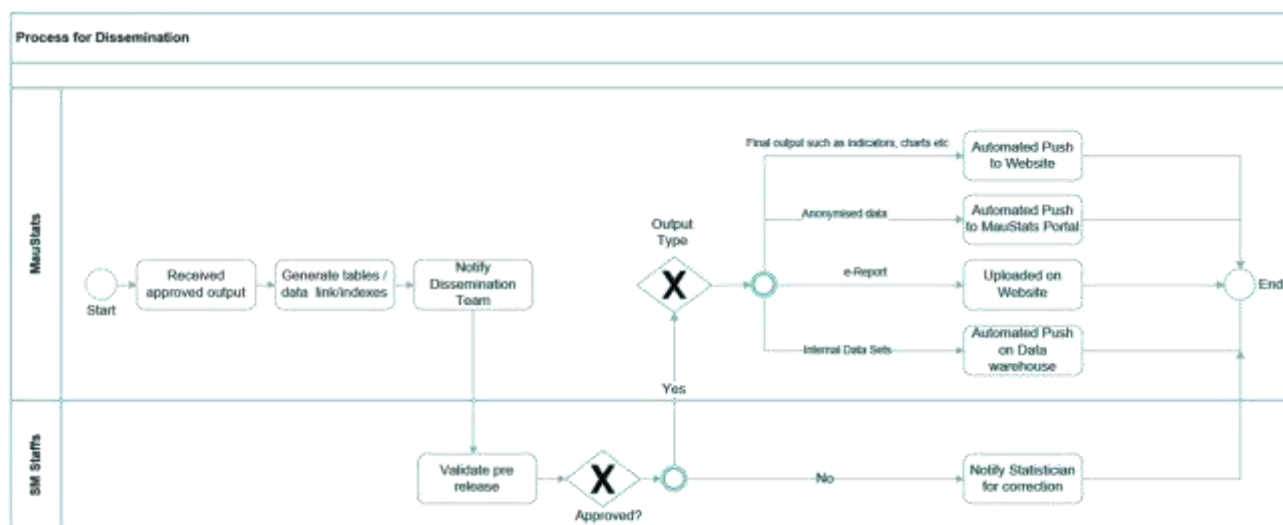 Process for Dissemination
MauStats
Start
Received
approved output
Generate tables /
data link/indexes
Notify
Dissemination
Team
Output
Type
X
Final output such as indicators, charts etc
Automated Push
to Website
Anonymised data
Automated Push
to MauStats Portal
e-Report
Uploaded on
Website
Internal Data Sets
Automated Push
on Data
warehouse
End
Yes
SM Staffs
Validate pre
release
X
Approved?
No
Notify Statistician
for correction